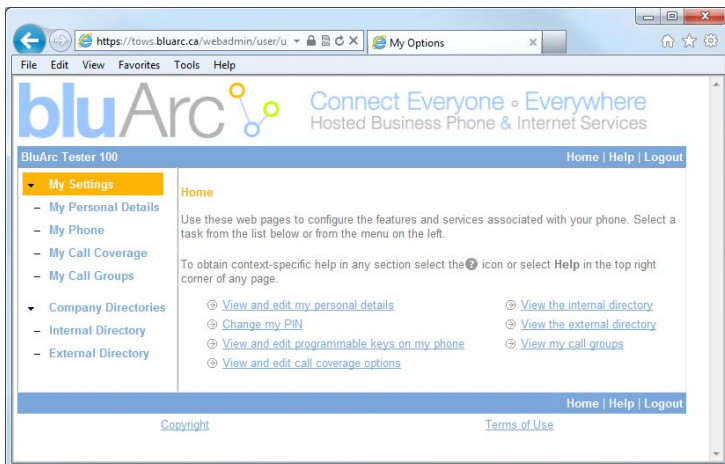 https://tows.bluarc.ca/webadmin/user/u
My Options
File Edit View Favorites Tools Help
bluArc
Connect Everyone Everywhere
Hosted Business Phone & Internet Services
BluArc Tester 100
Home | Help | Logout
My Settings
– My Personal Details
– My Phone
– My Call Coverage
– My Call Groups
Company Directories
– Internal Directory
– External Directory
Home
Use these web pages to configure the features and services associated with your phone. Select a
task from the list below or from the menu on the left.
To obtain context-specific help in any section select the ? icon or select Help in the top right
corner of any page.
View and edit my personal details
Change my PIN
View and edit programmable keys on my phone
View and edit call coverage options
View the internal directory
View the external directory
View my call groups
Home | Help | Logout
Copyright
Terms of Use